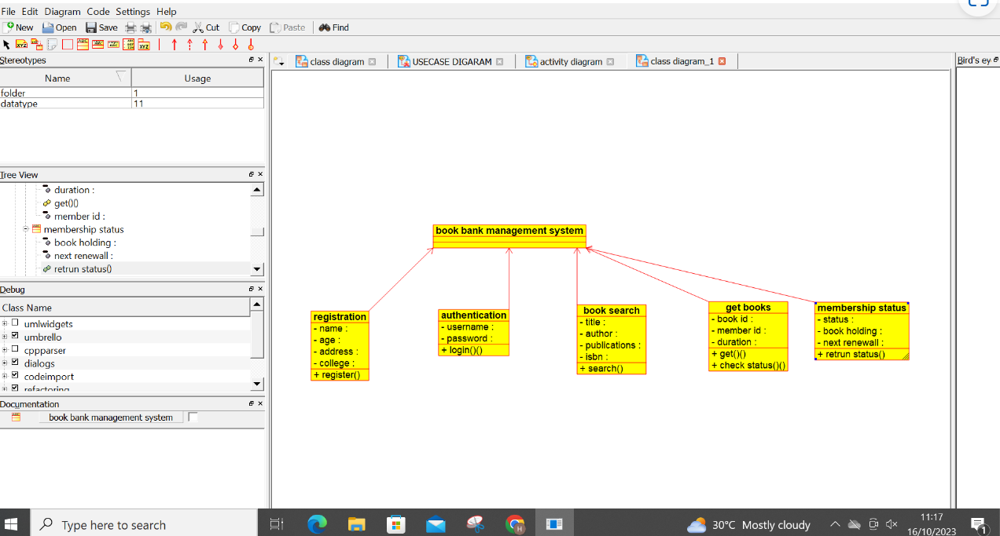 File Edit Diagram Code Settings Help
New Open Save Cut Copy Paste Find
Stereotypes
Name Usage
folder 1
datatype 11
Tree View
duration :
get()()
member id :
membership status
book holding :
next renewall :
retrun status()
Debug
Class Name
umlwidgets
umbrello
cppparser
dialogs
codeimport
refactoring
Documentation
book bank management system
class diagram USECASE DIGARAM activity diagram class diagram_1
Bird's ey
book bank management system
registration
- name :
- age :
- address :
- college :
+ register()
authentication
- username :
- password :
+ login()()
book search
- title :
- author :
- publications :
- isbn :
+ search()
get books
- book id :
- member id :
- duration :
+ get()()
+ check status()()
membership status
- status :
- book holding :
- next renewall :
+ retrun status()
Type here to search
30°C Mostly cloudy
11:17
16/10/2023
1